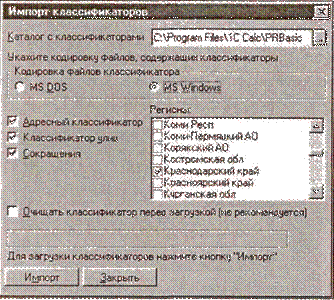 Импорт классификаторов
Каталог с классификаторами C:\Program Files\1C Calc\PRBasic ...
Укажите кодировку файлов, содержащих классификаторы
Кодировка файлов классификатора
MS DOS
MS Windows
Регионы:
Адресный классификатор
Классификатор улиц
Сокращения
Коми Респ
Коми-Пермяцкий АО
Корякский АО
Костромская обл
Краснодарский край
Красноярский край
Курганская обл
Очищать классификатор перед загрузкой (не рекомендуется)
Для загрузки классификаторов нажмите кнопку "Импорт"
Импорт
Закрыть